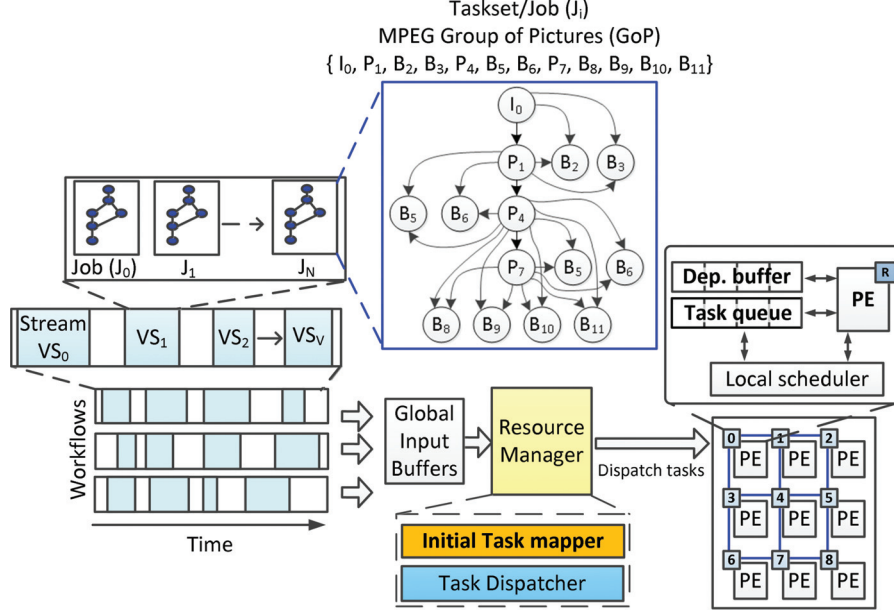 Taskset/Job (Jᵢ)
MPEG Group of Pictures (GoP)
{ I₀, P₁, B₂, B₃, P₄, B₅, B₆, P₇, B₈, B₉, B₁₀, B₁₁}
I₀
P₁
B₂
B₃
B₅
B₆
P₄
P₇
B₅
B₆
B₈
B₉
B₁₀
B₁₁
Job (J₀)
J₁
J_N
Stream
VS₀
VS₁
VS₂
VS_V
Workflows
Time
Global
Input
Buffers
Resource
Manager
Dispatch tasks
Initial Task mapper
Task Dispatcher
Dep. buffer
Task queue
PE
R
Local scheduler
0
1
2
PE
PE
PE
3
4
5
PE
PE
PE
6
7
8
PE
PE
PE